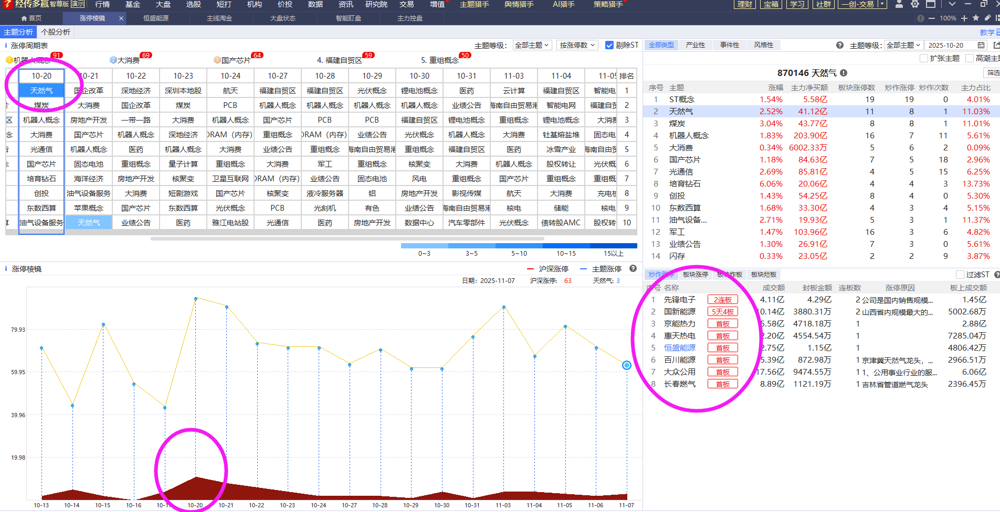 经传多赢 智尊版 演示 行情 基金 大盘 选股 短打 机构 价投 数据 资讯 研究院 交易 增值 主题猎手 舆情猎手 AI猎手 策略猎手 理财 宝箱 学习 社群 一创-交易
首页 涨停棱镜 × 恒盛能源 主线淘金 大盘状态 智能盯盘 主力控盘 100%
主题分析 个股分析 教学
涨停周期表 主题等级: 全部主题 按涨停数 剔除ST
1 机器人概念 91 2 大消费 69 3 国产芯片 64 4. 福建自贸区 59 5. 重组概念 50
10-20 10-21 10-22 10-23 10-24 10-27 10-28 10-29 10-30 10-31 11-03 11-04 11-05 排名
天然气 国企改革 深地经济 深圳本地股 航天 福建自贸区 福建自贸区 光伏概念 锂电池概念 医药 云计算 福建自贸区 智能电 1
煤炭 大消费 国企改革 煤炭 PCB 机器人概念 机器人概念 机器人概念 机器人概念 业绩公告 海南自由贸易港 智能电网 福建自贸 2
区 机器人概念 房地产开发 一带一路 大消费 机器人概念 国产芯片 PCB PCB 福建自贸区 锂电池概念 重组概念 锂电池概念 大消费 3
念 大消费 国产芯片 机器人概念 深地经济 DRAM（内存） 重组概念 DRAM（内存） 业绩公告 光伏概念 机器人概念 大消费 钍基熔盐堆 固态电 4
光通信 机器人概念 医药 机器人概念 大消费 业绩公告 重组概念 海南自由贸易港 重组概念 福建自贸区 医药 冰雪产业 海南自由贸 5
国产芯片 固态电池 重组概念 量子计算 重组概念 大消费 军工 重组概念 核聚变 大消费 机器人概念 股权转让 光伏概 6
培育钻石 海洋经济 房地产开发 核聚变 卫星互联网 DRAM（内存） 业绩公告 固态电池 风电 重组概念 国产芯片 重组概念 重组概 7
创投 油气设备服务 大消费 短剧游戏 国产芯片 核聚变 液冷服务器 铝 房地产开发 影视传媒 航天 大消费 充电桩 8
东数西算 苹果概念 国产芯片 东数西算 光伏概念 PCB 光刻机 有色 业绩公告 海南自由贸易港 核电 储能 核电 9
油气设备服务 天然气 业绩公告 医药 雅江电站股 光通信 医药 房地产开发 数据中心 汽车零部件 光伏概念 债转股AMC 股权转 10
0~3 3~5 5~10 10~15 15以上
涨停棱镜 沪深涨停 主题涨停
日期: 2025-11-07 沪深涨停: 63 天然气: 3
79.93
59.95
39.96
19.98
10-13 10-14 10-15 10-16 10-17 10-20 10-21 10-22 10-23 10-24 10-27 10-28 10-29 10-30 10-31 11-03 11-04 11-05 11-06 11-07
全部类型 产业性 事件性 风格性 主题等级: 全部主题 2025-10-20
扩张主题 高潮主题
870146 天然气 筛选
序号 主题 涨幅 主力净买额 板块涨停数 炒作涨停 炒作次数 主力占比
1 ST概念 1.54% 5.58亿 19 19 0 4.01%
2 天然气 2.52% 41.12亿 11 8 1 11.03%
3 煤炭 3.04% 43.77亿 8 8 1 11.01%
4 机器人概念 1.83% 203.90亿 16 7 11 5.61%
5 大消费 0.34% 6002.33万 5 6 2 0.09%
6 国产芯片 1.18% 84.63亿 7 5 18 2.96%
7 光通信 2.69% 85.81亿 4 5 15 6.25%
8 培育钻石 6.06% 20.06亿 4 4 3 13.73%
9 创投 1.43% 54.25亿 8 4 0 5.30%
10 东数西算 1.68% 33.30亿 4 3 4 5.15%
11 油气设备... 2.71% 19.93亿 5 3 1 11.37%
12 军工 1.47% 103.96亿 16 3 6 4.82%
13 业绩公告 1.30% 26.91亿 7 3 0 5.61%
14 闪存 0.33% 23.05亿 2 2 9 3.87%
炒作涨停 板块涨停 板块炸板 板块烂板 过滤ST
序号 名称 成交额 封板金额 连板数 涨停原因 板上成交额
1 先锋电子 2连板 4.11亿 4.29亿 2 公司是国内销售规模... 1.45亿
2 国新能源 5天4板 10.14亿 3880.31万 2 山西省内规模最大的... 5002.68万
3 京能热力 首板 5.58亿 4718.18万 1 2.88亿
4 惠天热电 首板 2.20亿 4554.54万 1 7285.04万
5 恒盛能源 首板 2.75亿 1.15亿 1 4806.42万
6 百川能源 首板 5.39亿 872.98万 1 京津冀天然气龙头，... 2966.51万
7 大众公用 首板 17.56亿 9474.55万 1 1、公用事业行业的服... 6.06亿
8 长春燃气 首板 8.89亿 1121.19万 1 吉林省管道燃气龙头 2396.45万